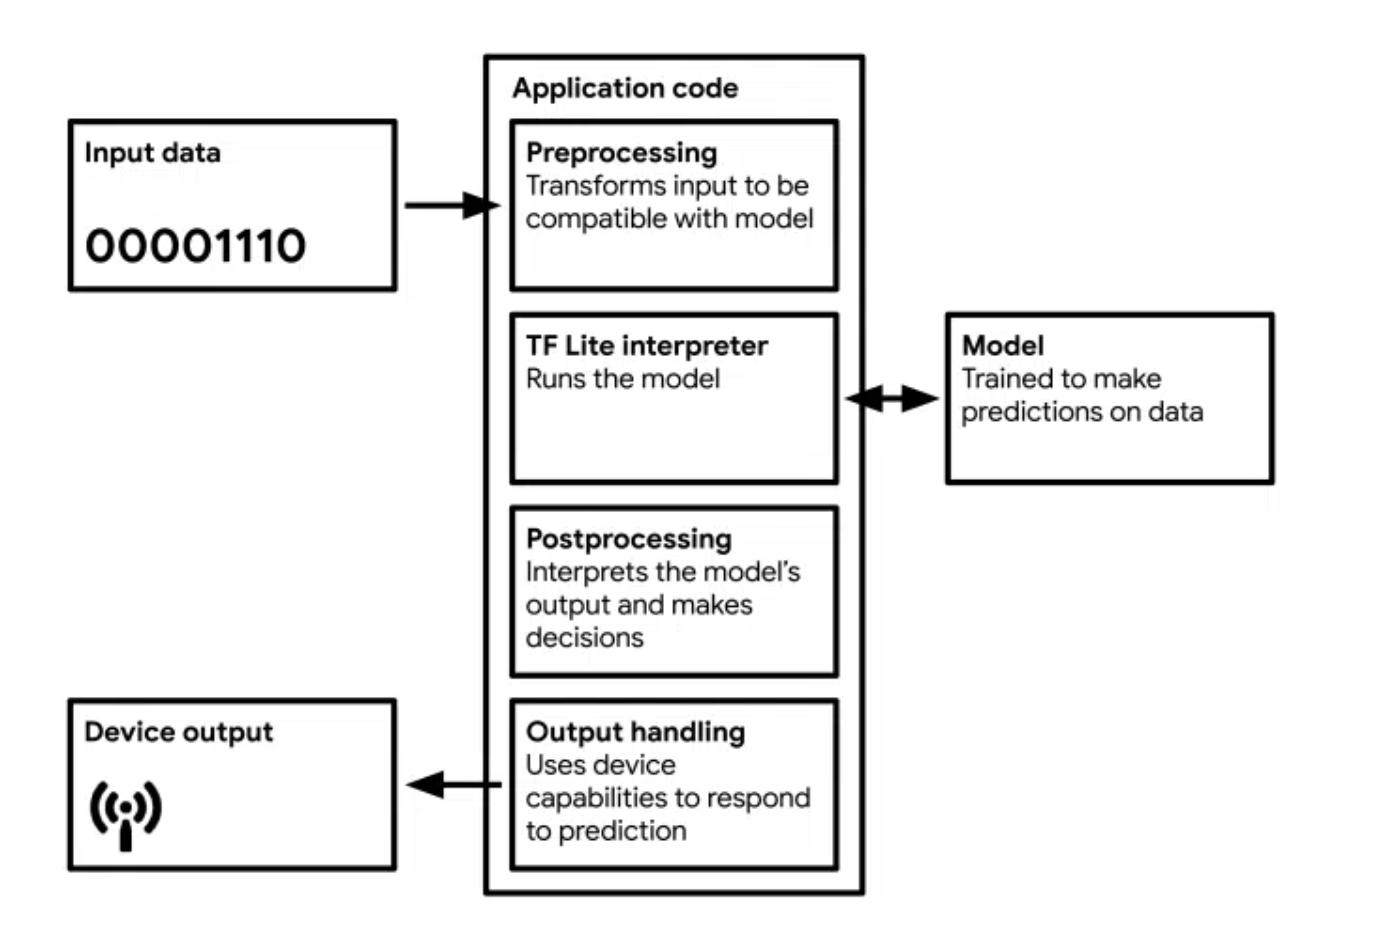 Application code
Input data
00001110
Preprocessing
Transforms input to be
compatible with model
TF Lite interpreter
Runs the model
Model
Trained to make
predictions on data
Postprocessing
Interprets the model’s
output and makes
decisions
Output handling
Uses device
capabilities to respond
to prediction
Device output